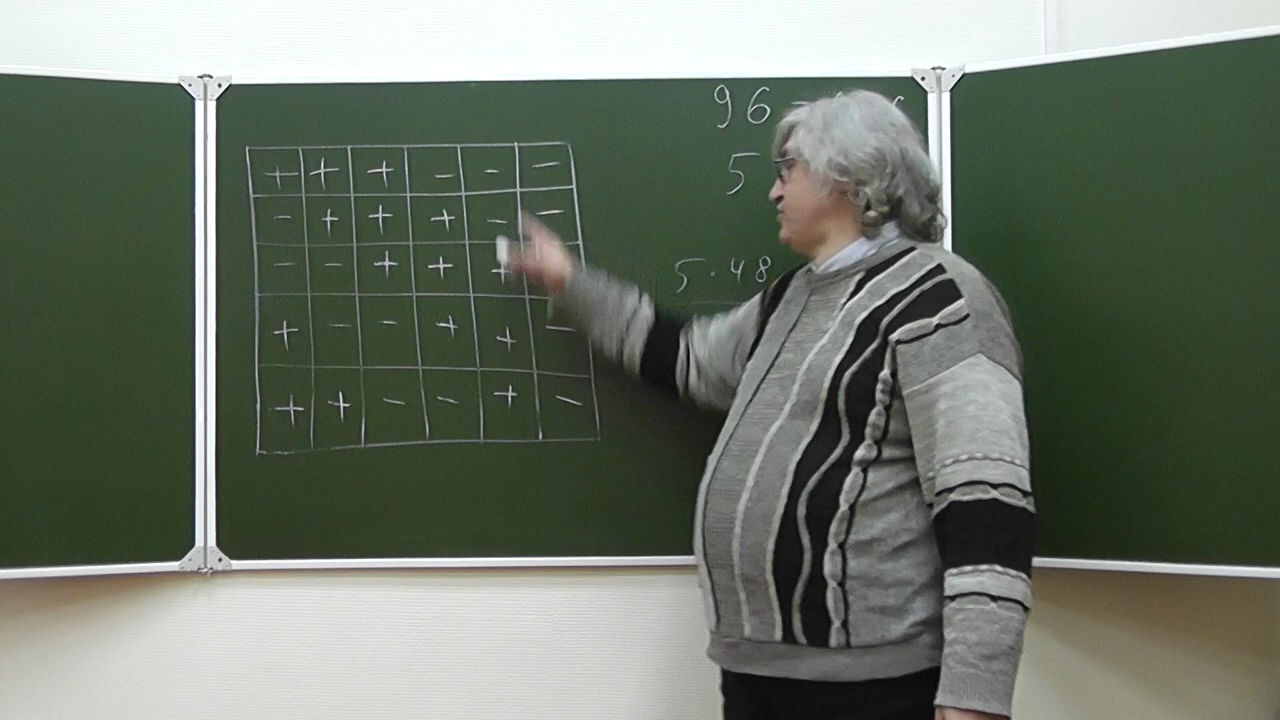 96
5
5·48
+ + + − − −
− + + + − −
− − + + +
+ − − + + −
+ + − − + −